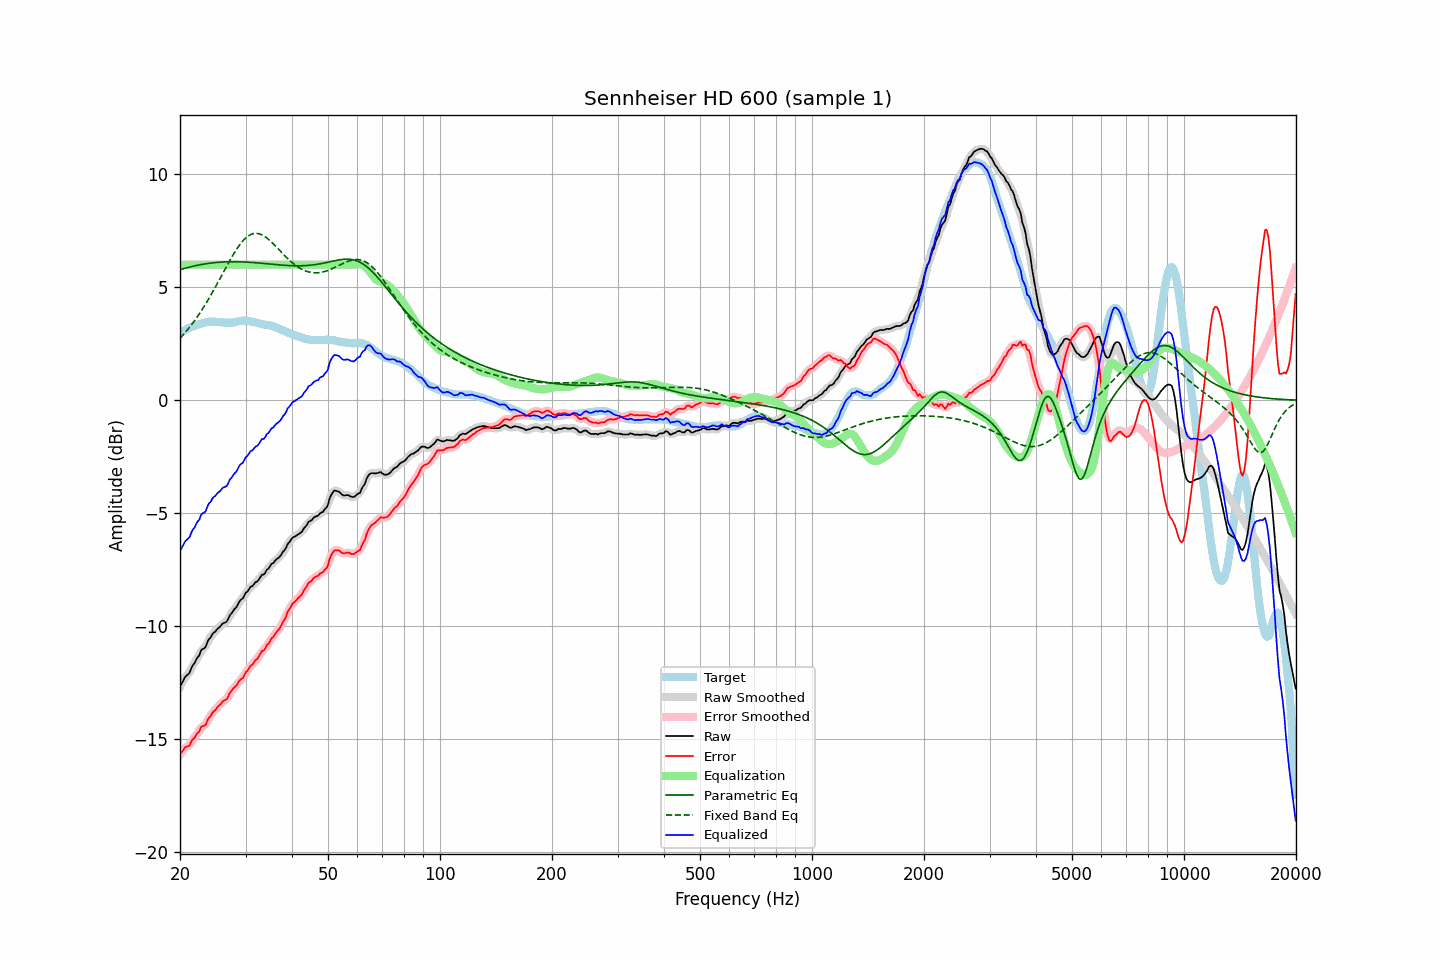 Sennheiser HD 600 (sample 1)
Amplitude (dBr)
10
5
0
−5
−10
−15
−20
Target
Raw Smoothed
Error Smoothed
Raw
Error
Equalization
Parametric Eq
Fixed Band Eq
Equalized
20 50 100 200 500 1000 2000 5000 10000 20000
Frequency (Hz)